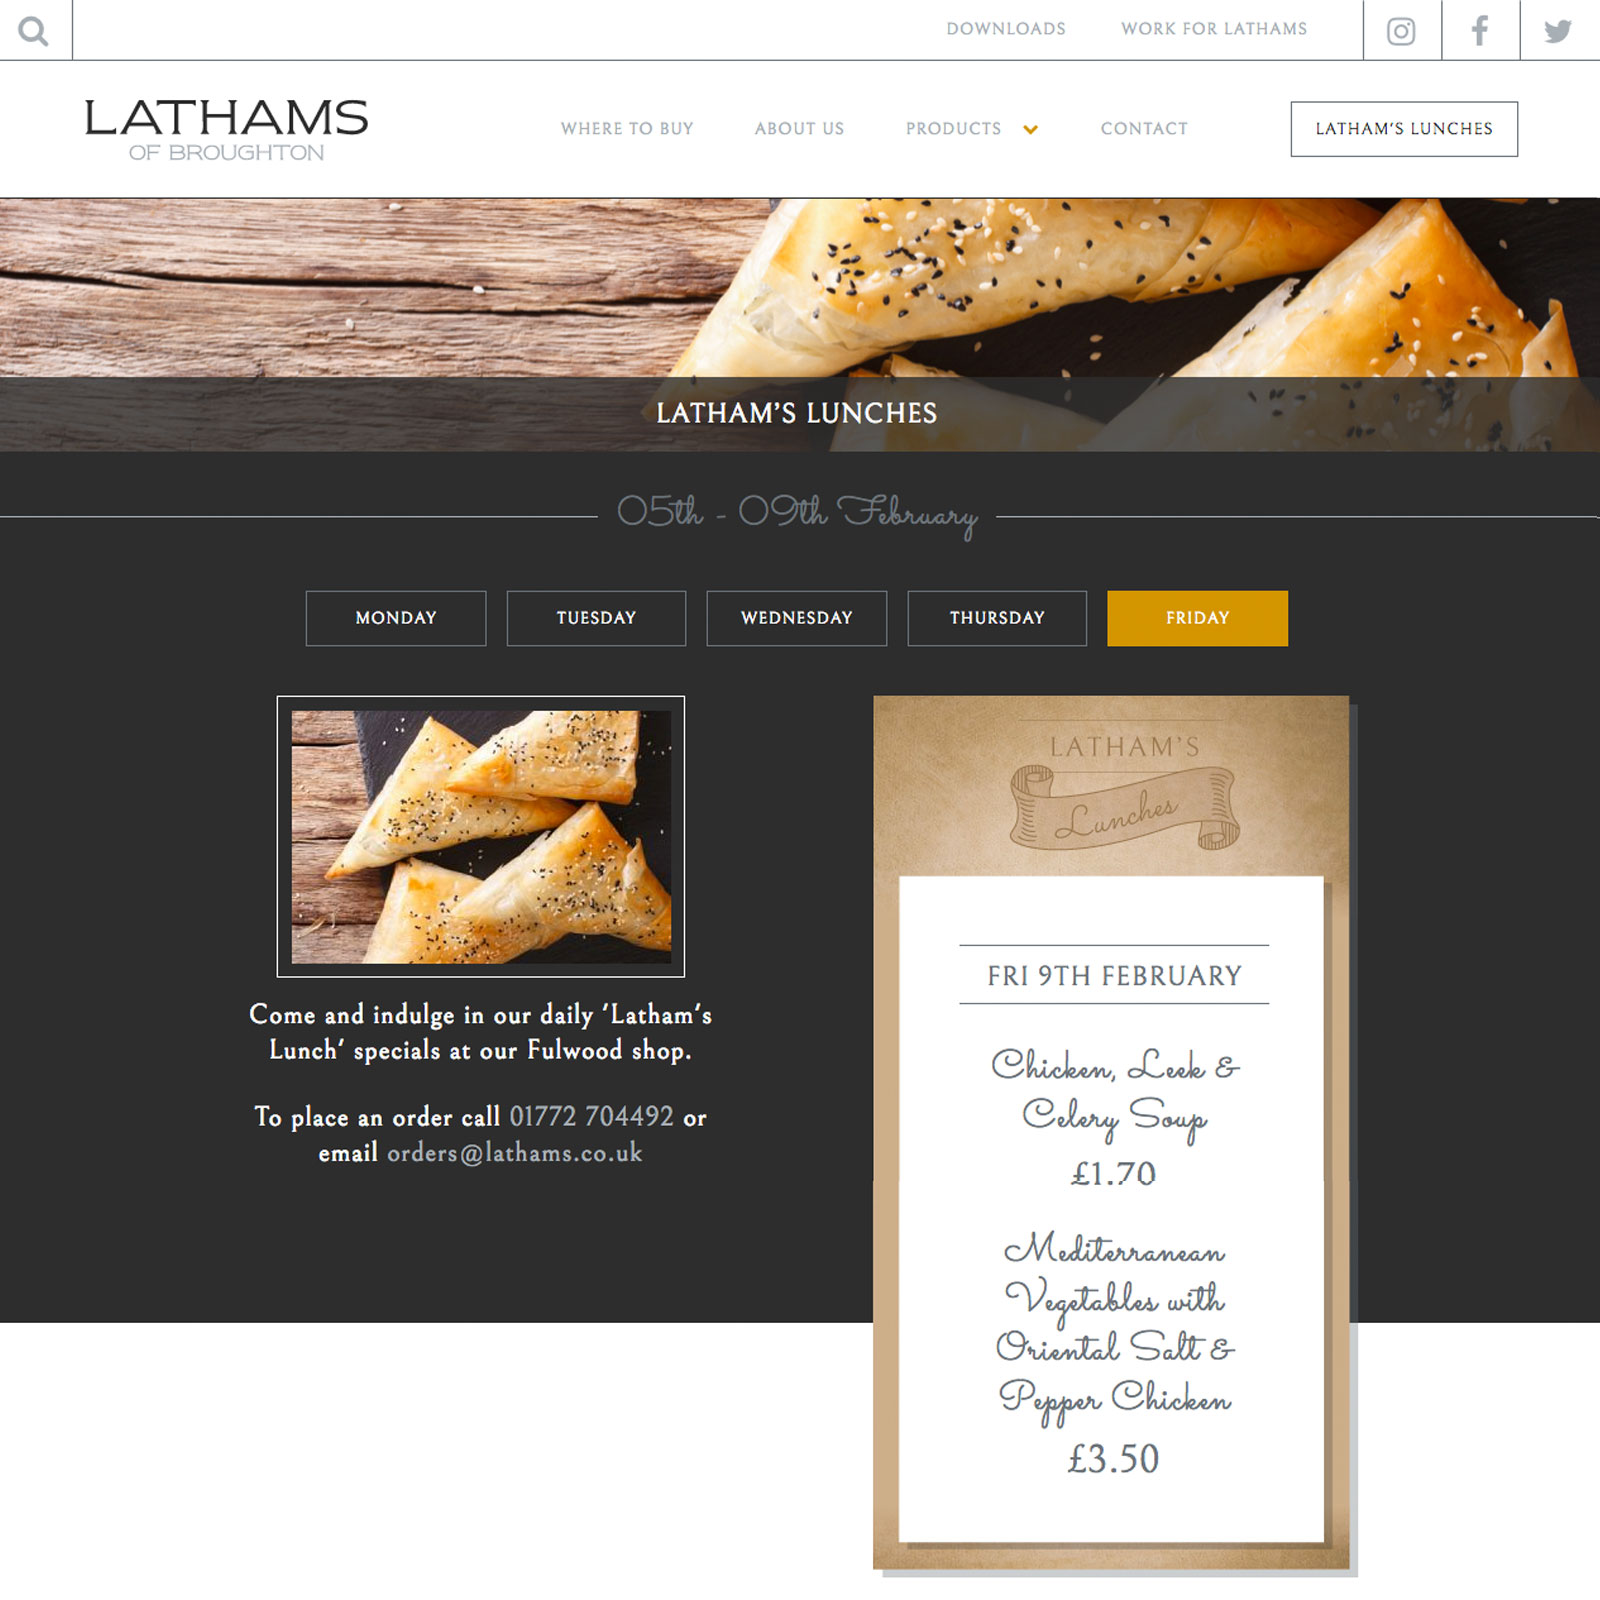 DOWNLOADS
WORK FOR LATHAMS
LATHAMS
OF BROUGHTON
WHERE TO BUY
ABOUT US
PRODUCTS
CONTACT
LATHAM'S LUNCHES
LATHAM'S LUNCHES
05th - 09th February
MONDAY
TUESDAY
WEDNESDAY
THURSDAY
FRIDAY
Come and indulge in our daily 'Latham's
Lunch' specials at our Fulwood shop.
To place an order call 01772 704492 or
email orders@lathams.co.uk
LATHAM'S
Lunches
FRI 9TH FEBRUARY
Chicken, Leek &
Celery Soup
£1.70
Mediterranean
Vegetables with
Oriental Salt &
Pepper Chicken
£3.50